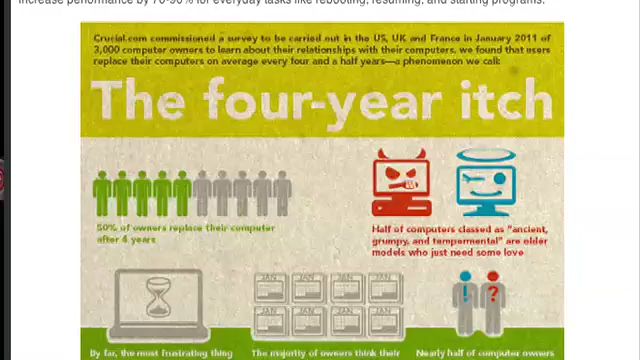 increase performance by 70-90% for everyday tasks like rebooting, resuming, and starting programs.
Crucial.com commissioned a survey to be carried out in the US, UK and France in January 2011 of
3,000 computer owners to learn about their relationships with their computers, we found that users
replace their computers on average every four and a half years—a phenomenon we call:
The four-year itch
50% of owners replace their computer
after 4 years
Half of computers classed as "ancient,
grumpy, and tempermental" are older
models who just need some love
JAN JAN JAN JAN
JAN JAN JAN JAN
By far, the most frustrating thing
The majority of owners think their
Nearly half of computer owners